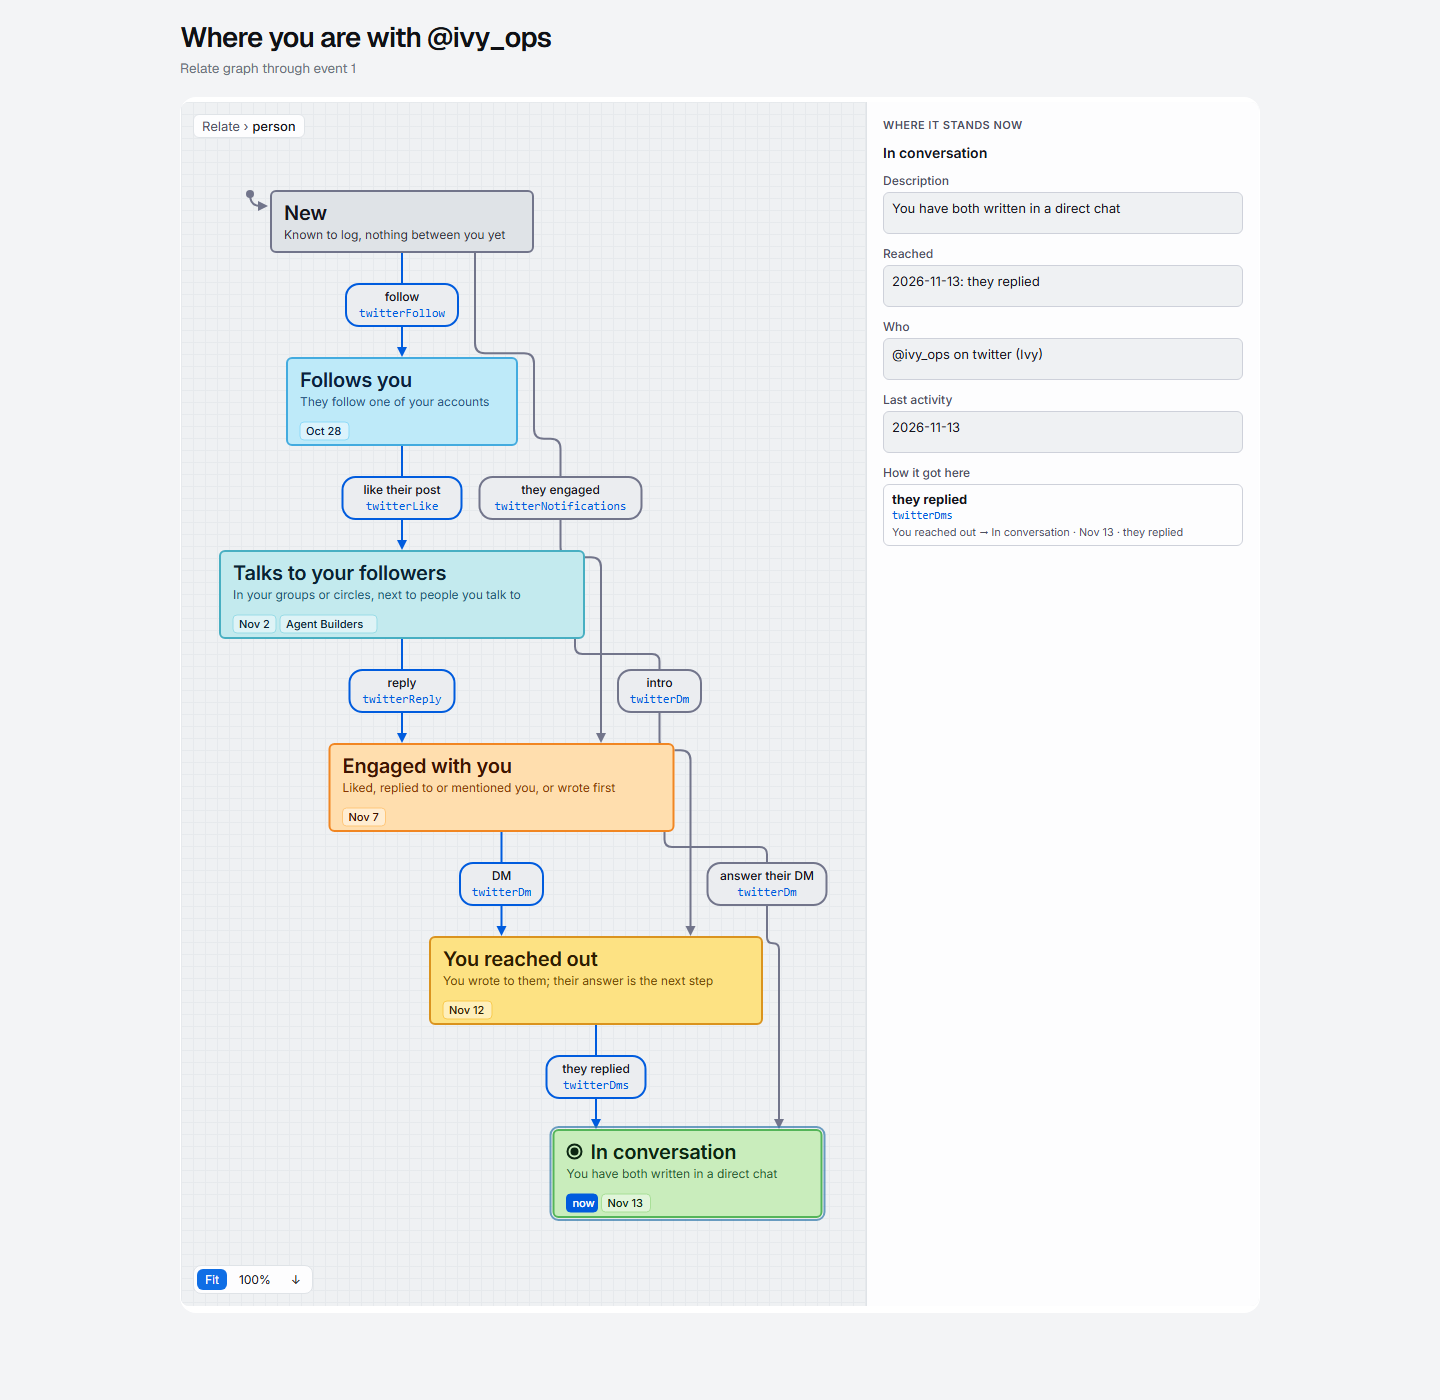 Where you are with @ivy_ops
Relate graph through event 1
Relate › person
New
Known to log, nothing between you yet
follow
twitterFollow
Follows you
They follow one of your accounts
Oct 28
like their post
twitterLike
they engaged
twitterNotifications
Talks to your followers
In your groups or circles, next to people you talk to
Nov 2
Agent Builders
reply
twitterReply
intro
twitterDm
Engaged with you
Liked, replied to or mentioned you, or wrote first
Nov 7
DM
twitterDm
answer their DM
twitterDm
You reached out
You wrote to them; their answer is the next step
Nov 12
they replied
twitterDms
In conversation
You have both written in a direct chat
now
Nov 13
Fit
100%
↓
WHERE IT STANDS NOW
In conversation
Description
You have both written in a direct chat
Reached
2026-11-13: they replied
Who
@ivy_ops on twitter (Ivy)
Last activity
2026-11-13
How it got here
they replied
twitterDms
You reached out → In conversation · Nov 13 · they replied